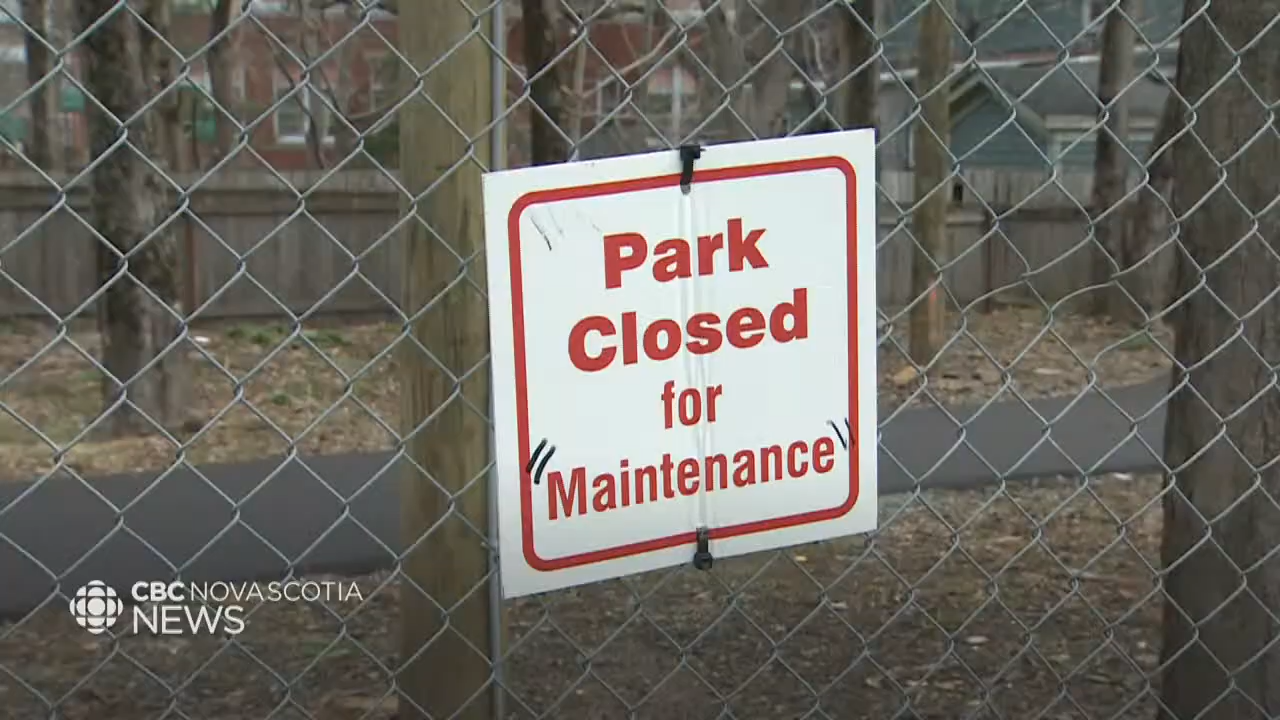 Park
Closed
for
"Maintenance"
CBC NOVA SCOTIA
NEWS